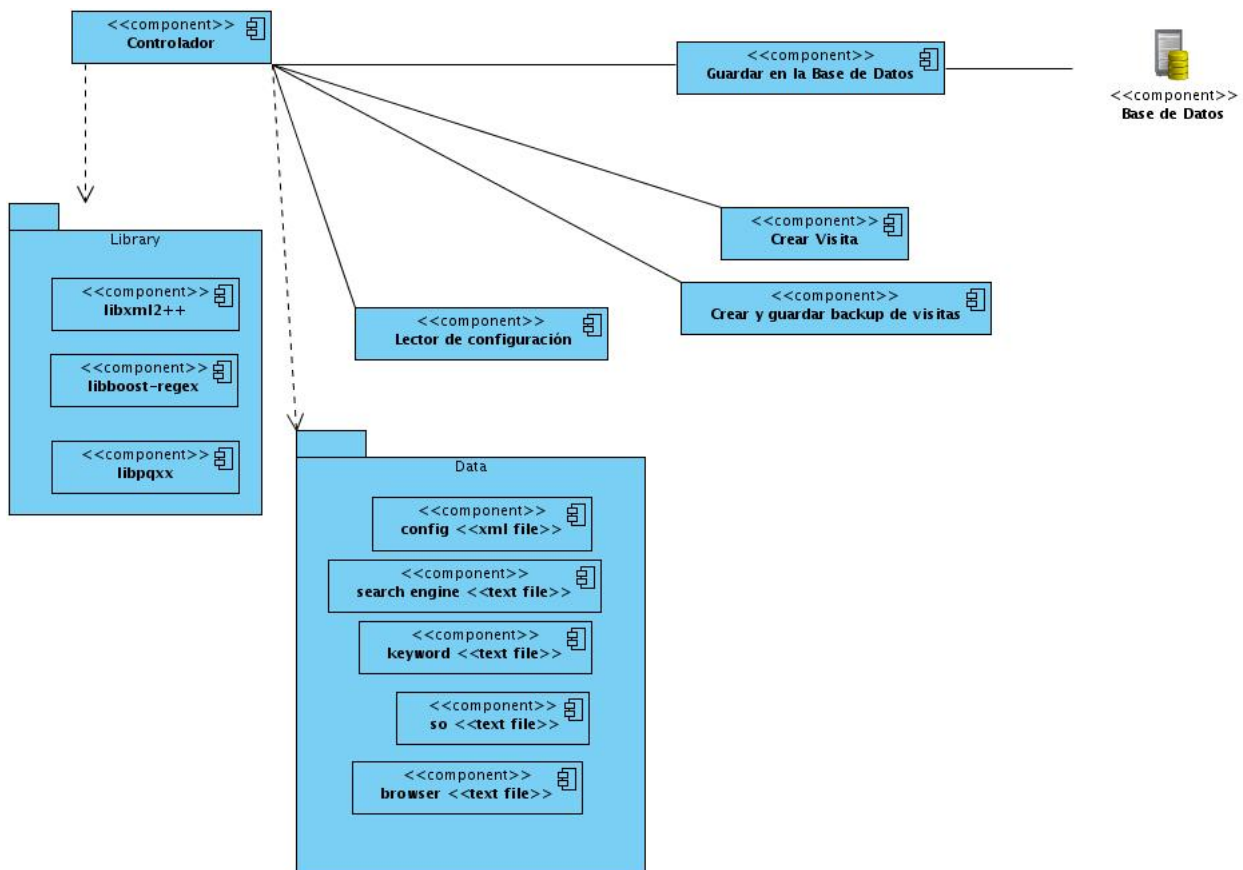 <<component>>
Controlador
<<component>>
Guardar en la Base de Datos
<<component>>
Base de Datos
<<component>>
Crear Visita
<<component>>
Crear y guardar backup de visitas
<<component>>
Lector de configuración
Library
<<component>>
libxml2++
<<component>>
libboost-regex
<<component>>
libpqxx
Data
<<component>>
config <<xml file>>
<<component>>
search engine <<text file>>
<<component>>
keyword <<text file>>
<<component>>
so <<text file>>
<<component>>
browser <<text file>>